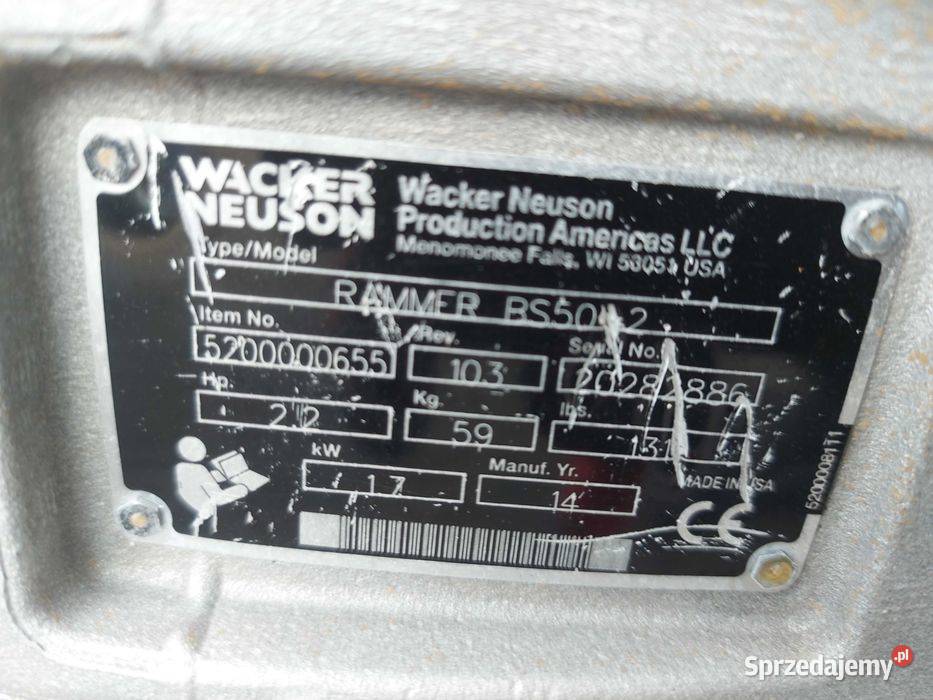 WACKER
NEUSON
Wacker Neuson
Production Americas LLC
Menomonee Falls, WI 53051 USA
Type/Model
RAMMER BS50-2
Item No.
5200000655
Rev.
103
Serial No.
20282886
Hp.
2.2
Kg.
59
lbs.
131
kW
1.7
Manuf. Yr.
14
MADE IN USA
CE
5200008111
Sprzedajemy.pl